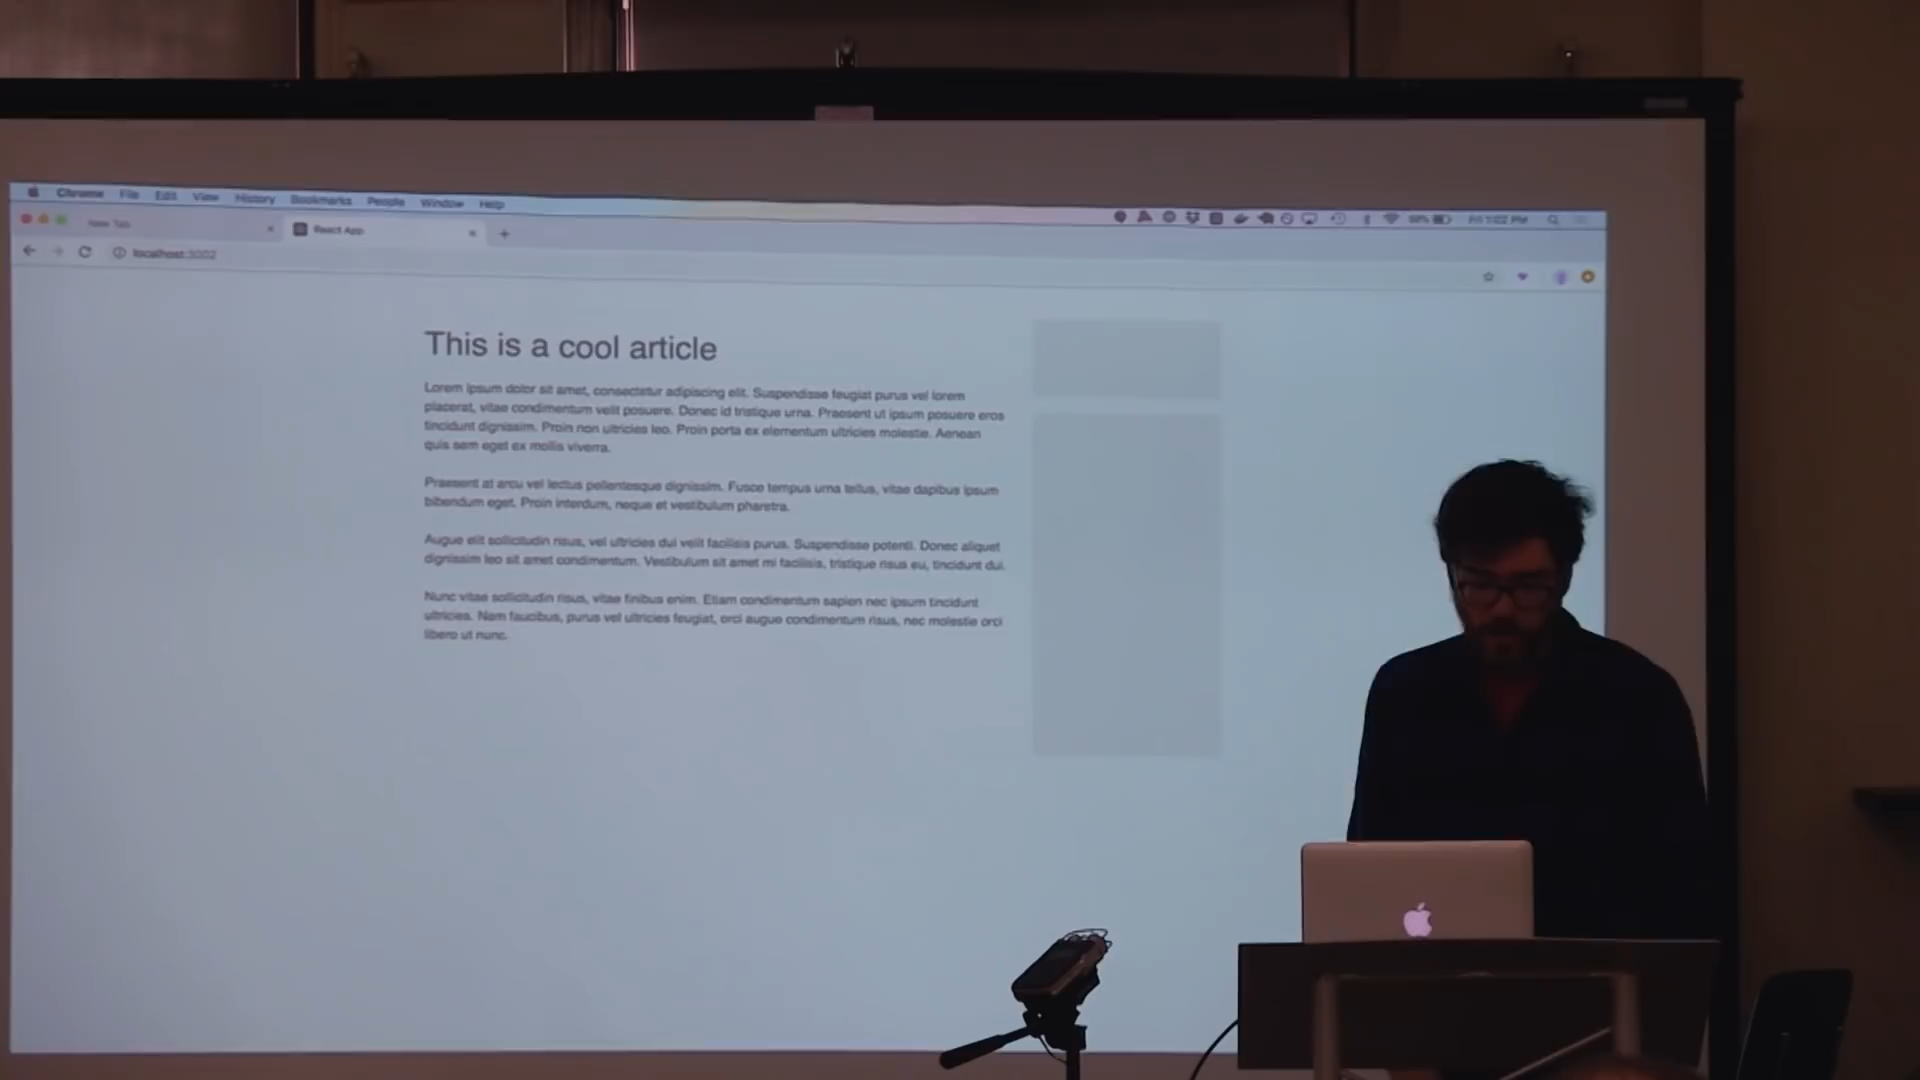 Chrome File Edit View History Bookmarks People Window Help
Fri 1:02 PM
New Tab
React App
localhost:3002
This is a cool article
Lorem ipsum dolor sit amet, consectetur adipiscing elit. Suspendisse feugiat purus vel lorem
placerat, vitae condimentum velit posuere. Donec id tristique urna. Praesent ut ipsum posuere eros
tincidunt dignissim. Proin non ultricies leo. Proin porta ex elementum ultricies molestie. Aenean
quis sem eget ex mollis viverra.
Praesent at arcu vel lectus pellentesque dignissim. Fusce tempus urna tellus, vitae dapibus ipsum
bibendum eget. Proin interdum, neque et vestibulum pharetra.
Augue elit sollicitudin risus, vel ultricies dui velit facilisis purus. Suspendisse potenti. Donec aliquet
dignissim leo sit amet condimentum. Vestibulum sit amet mi facilisis, tristique risus eu, tincidunt dui.
Nunc vitae sollicitudin risus, vitae finibus enim. Etiam condimentum sapien nec ipsum tincidunt
ultricies. Nam faucibus, purus vel ultricies feugiat, orci augue condimentum risus, nec molestie orci
libero ut nunc.